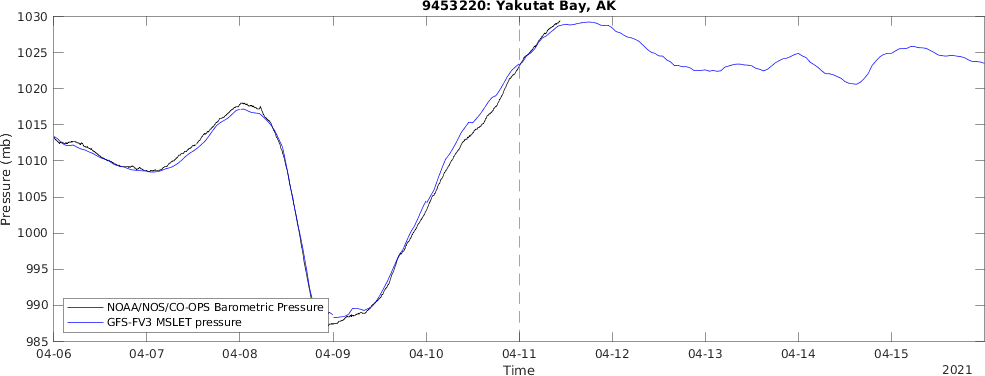 9453220: Yakutat Bay, AK
Pressure (mb)
1030
1025
1020
1015
1010
1005
1000
995
990
985
NOAA/NOS/CO-OPS Barometric Pressure
GFS-FV3 MSLET pressure
04-06 04-07 04-08 04-09 04-10 04-11 04-12 04-13 04-14 04-15
Time
2021